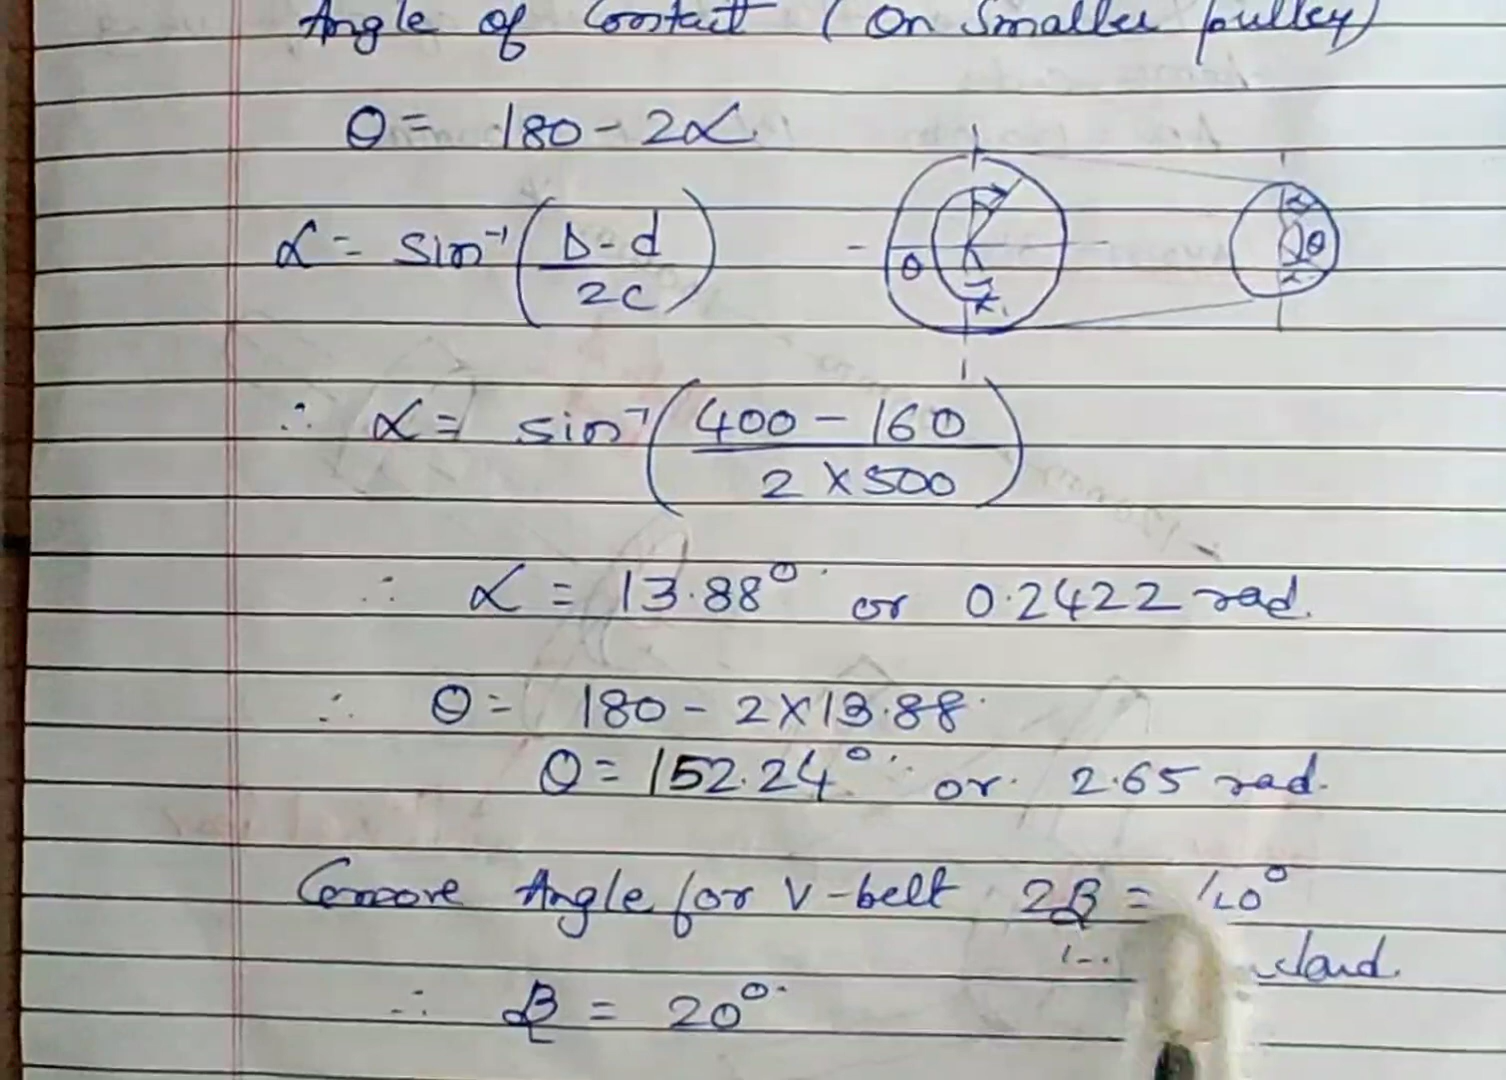 Angle of Contact (On Smaller pulley)
θ = 180 - 2α
α = sin⁻¹ (D-d / 2C)
θ α θ α
∴ α = sin⁻¹ (400 - 160 / 2 × 500)
∴ α = 13.88° or 0.2422 rad.
∴ θ = 180 - 2×13.88
θ = 152.24° or 2.65 rad.
Angle for V-belt 2β = 40°
∴ β = 20°